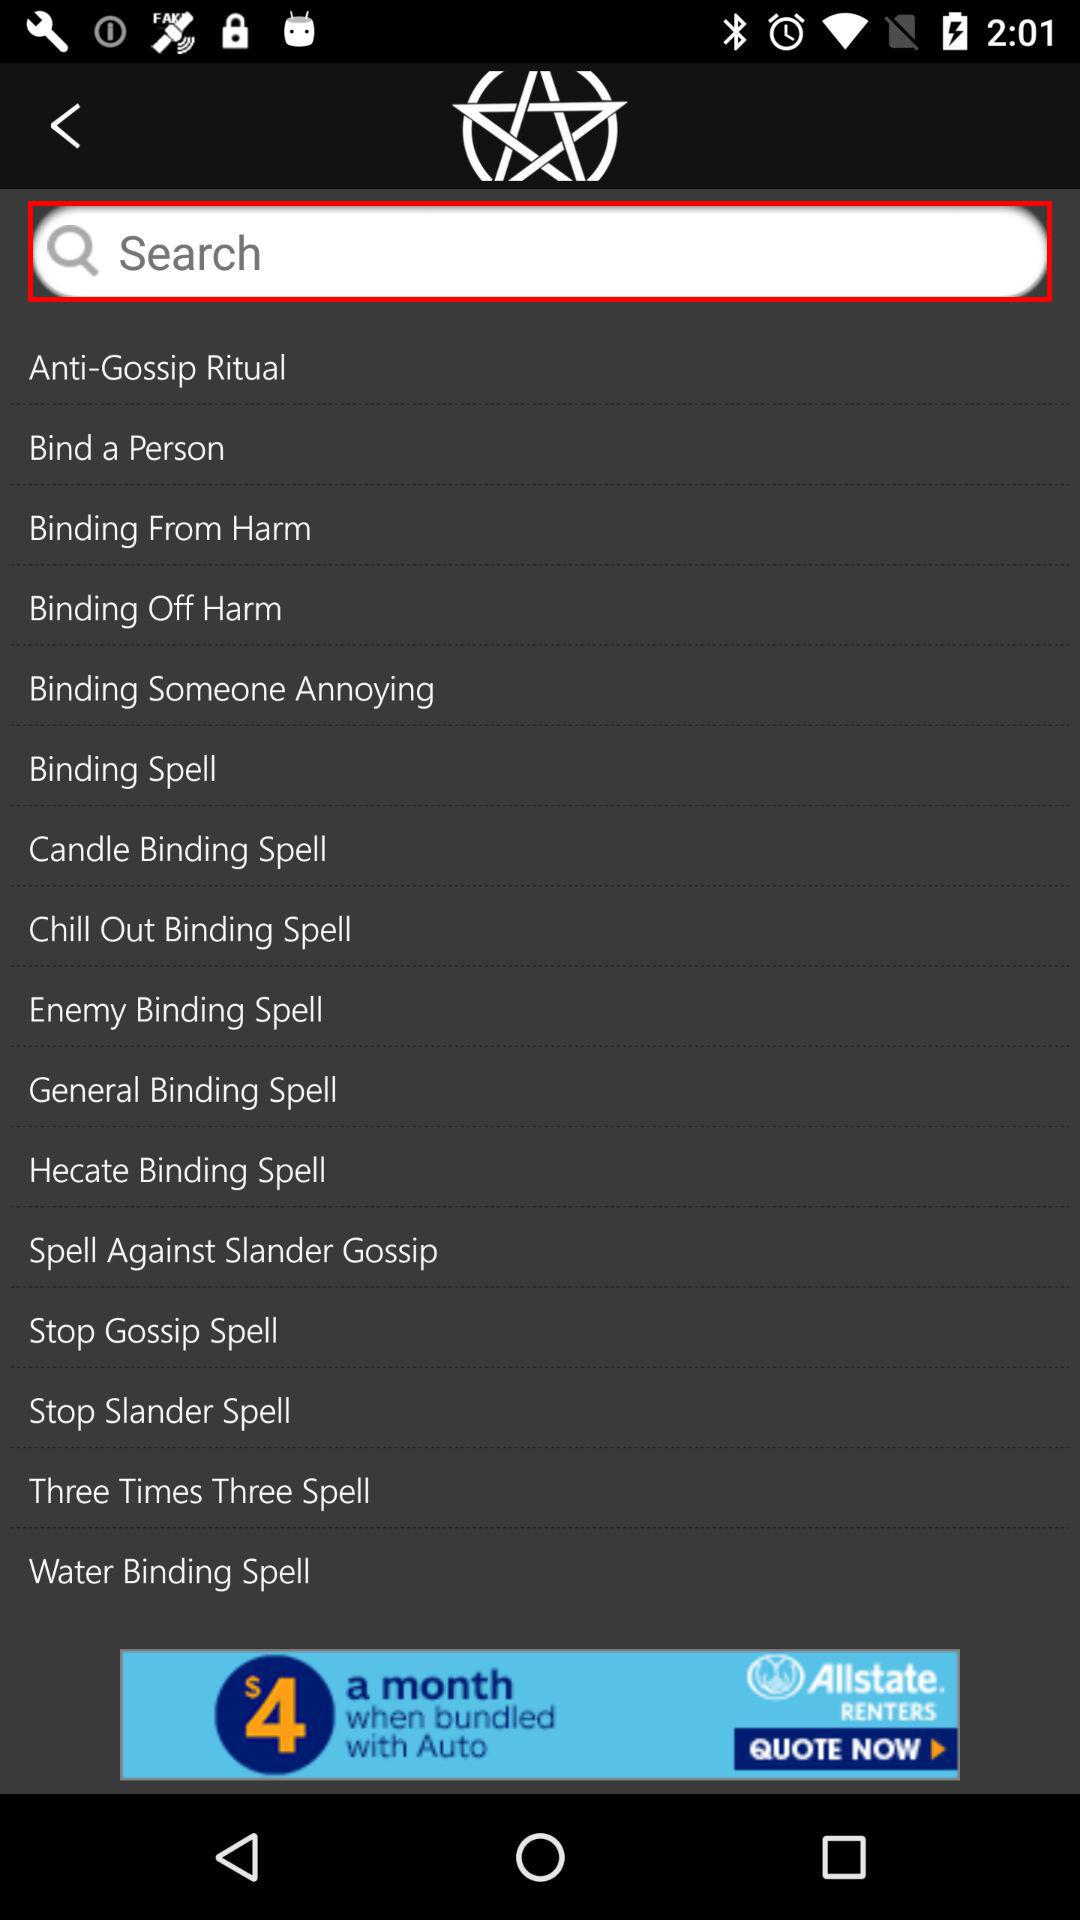 FAKE
2:01
Search
Anti-Gossip Ritual
Bind a Person
Binding From Harm
Binding Off Harm
Binding Someone Annoying
Binding Spell
Candle Binding Spell
Chill Out Binding Spell
Enemy Binding Spell
General Binding Spell
Hecate Binding Spell
Spell Against Slander Gossip
Stop Gossip Spell
Stop Slander Spell
Three Times Three Spell
Water Binding Spell
$4 a month
when bundled
with Auto
Allstate.
RENTERS
QUOTE NOW